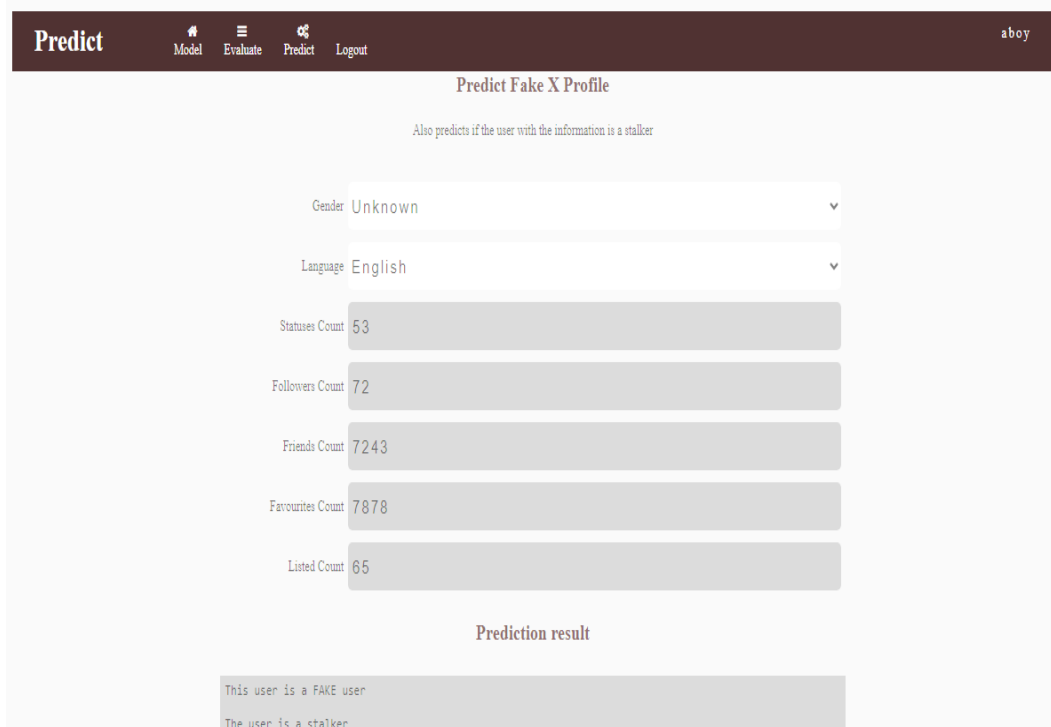 Predict
Model Evaluate Predict Logout
aboy
Predict Fake X Profile
Also predicts if the user with the information is a stalker
Gender Unknown
Language English
Statuses Count 53
Followers Count 72
Friends Count 7243
Favourites Count 7878
Listed Count 65
Prediction result
This user is a FAKE user
The user is a stalker